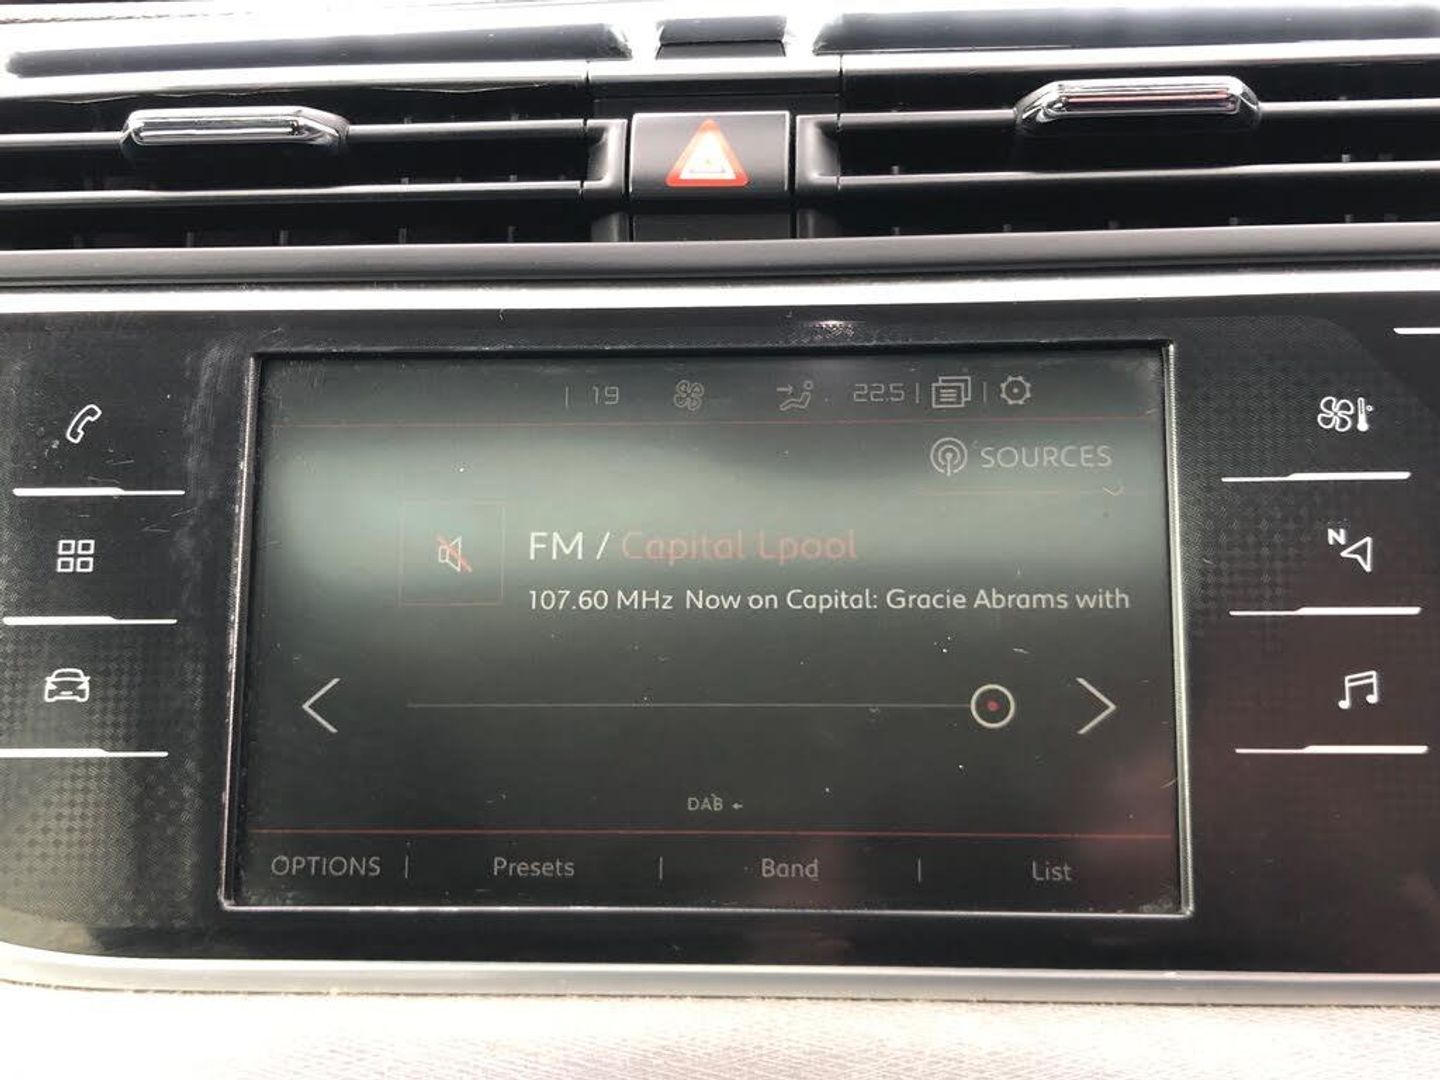 19 22.5
SOURCES
FM / Capital Lpool
107.60 MHz Now on Capital: Gracie Abrams with
N
DAB
OPTIONS Presets Band List